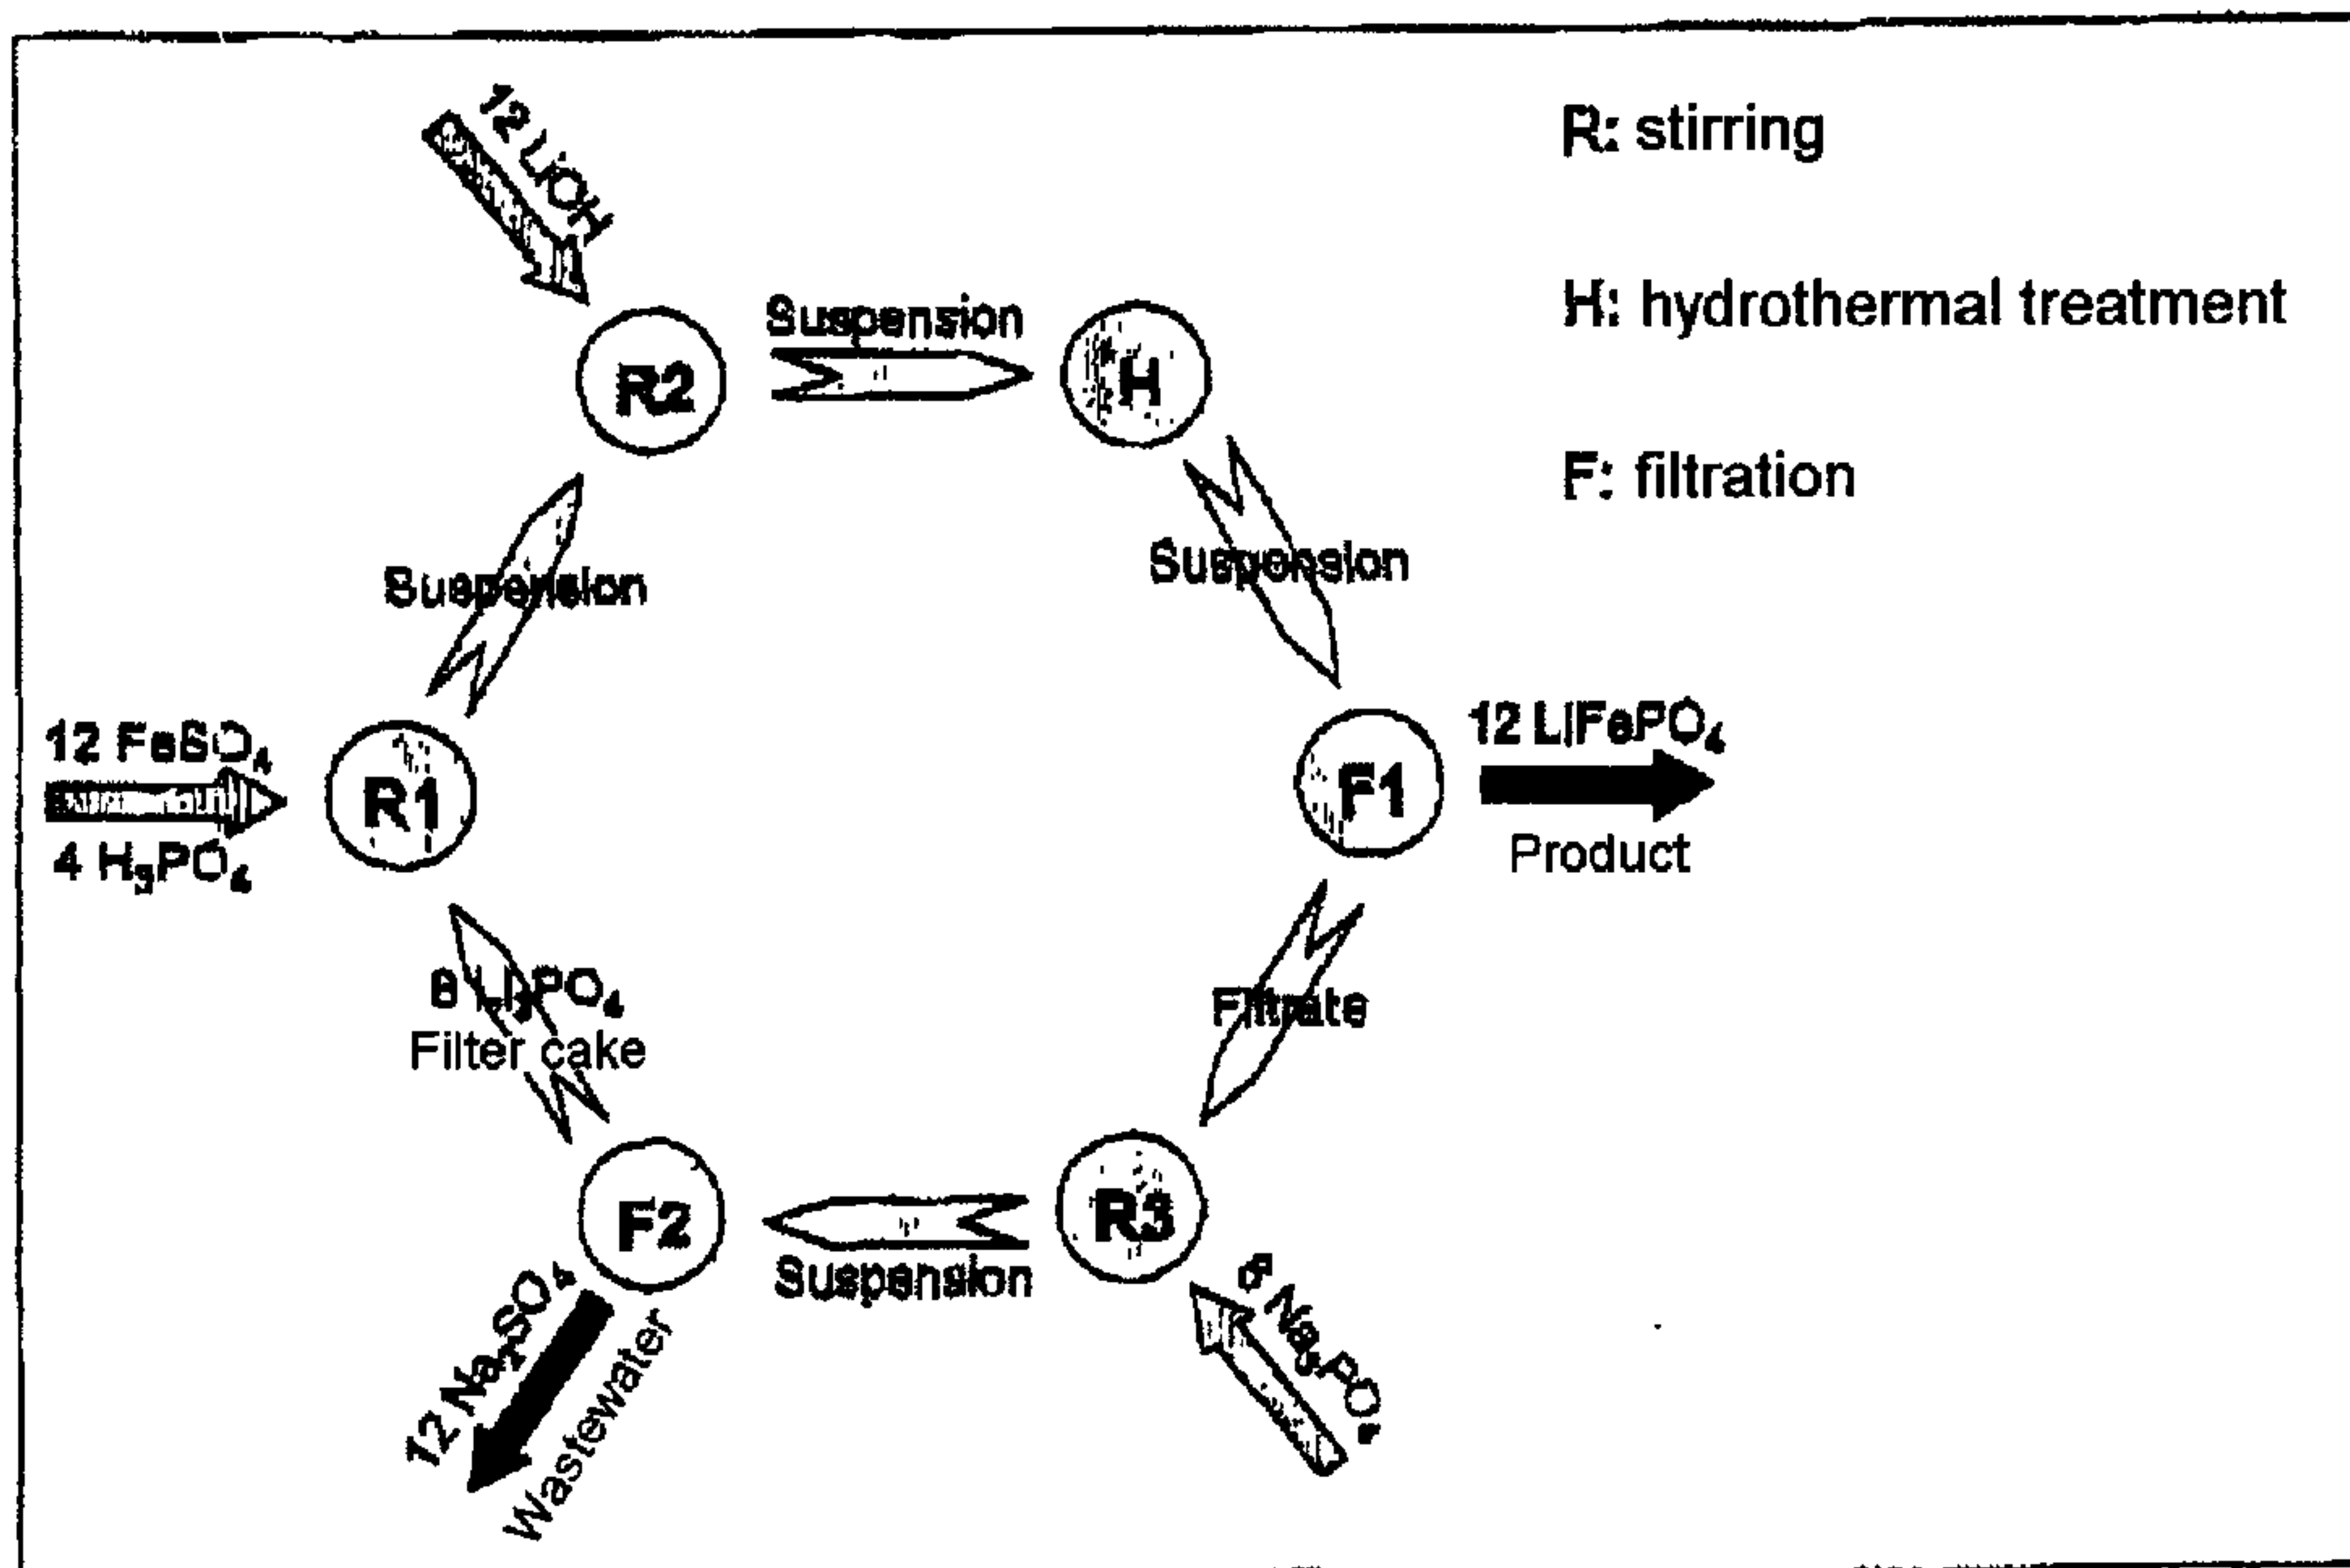 12 LiOH
R: stirring
H: hydrothermal treatment
F: filtration
Suspension
R2
H
Suspension
Suspension
12 FeSO₄
4 H₃PO₄
R1
F1
12 LiFePO₄
Product
8 Li₃PO₄
Filter cake
Filtrate
F2
R3
Suspension
12 Na₂SO₄
Wastewater
8 Na₃PO₄